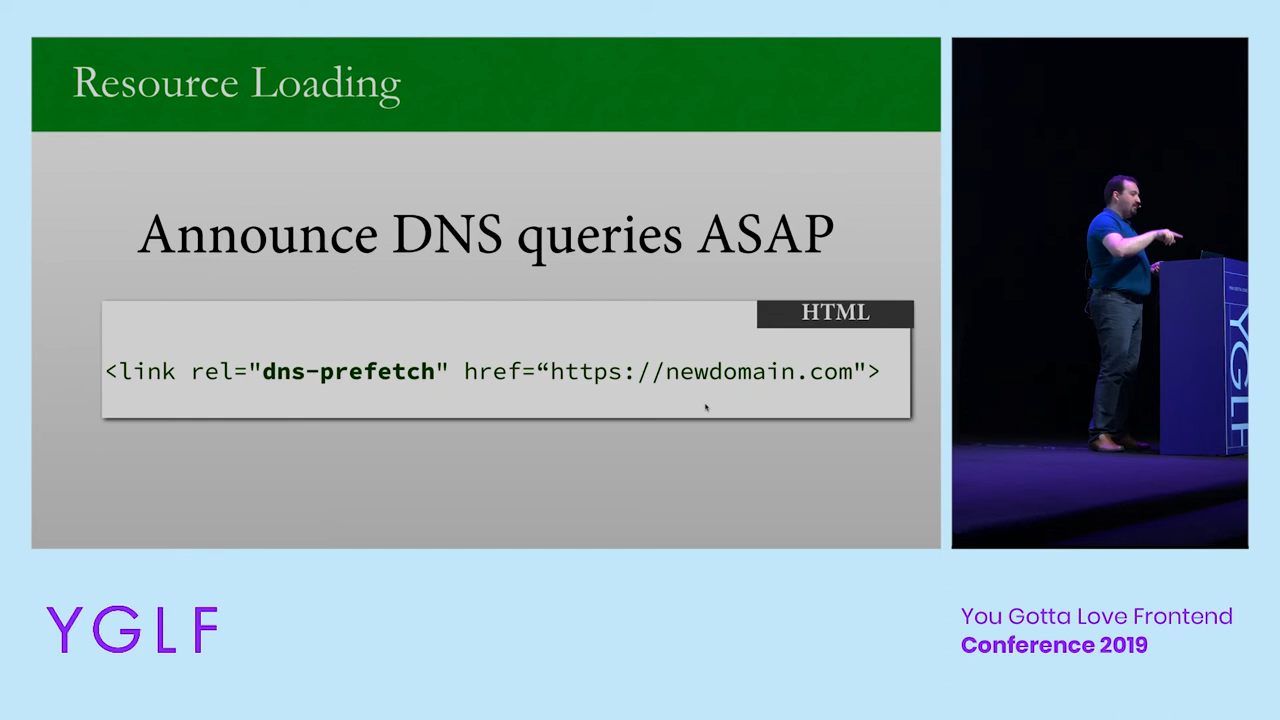 Resource Loading
Announce DNS queries ASAP
HTML
<link rel="dns-prefetch" href=“https://newdomain.com">
YGLF
YGLF
You Gotta Love Frontend
Conference 2019